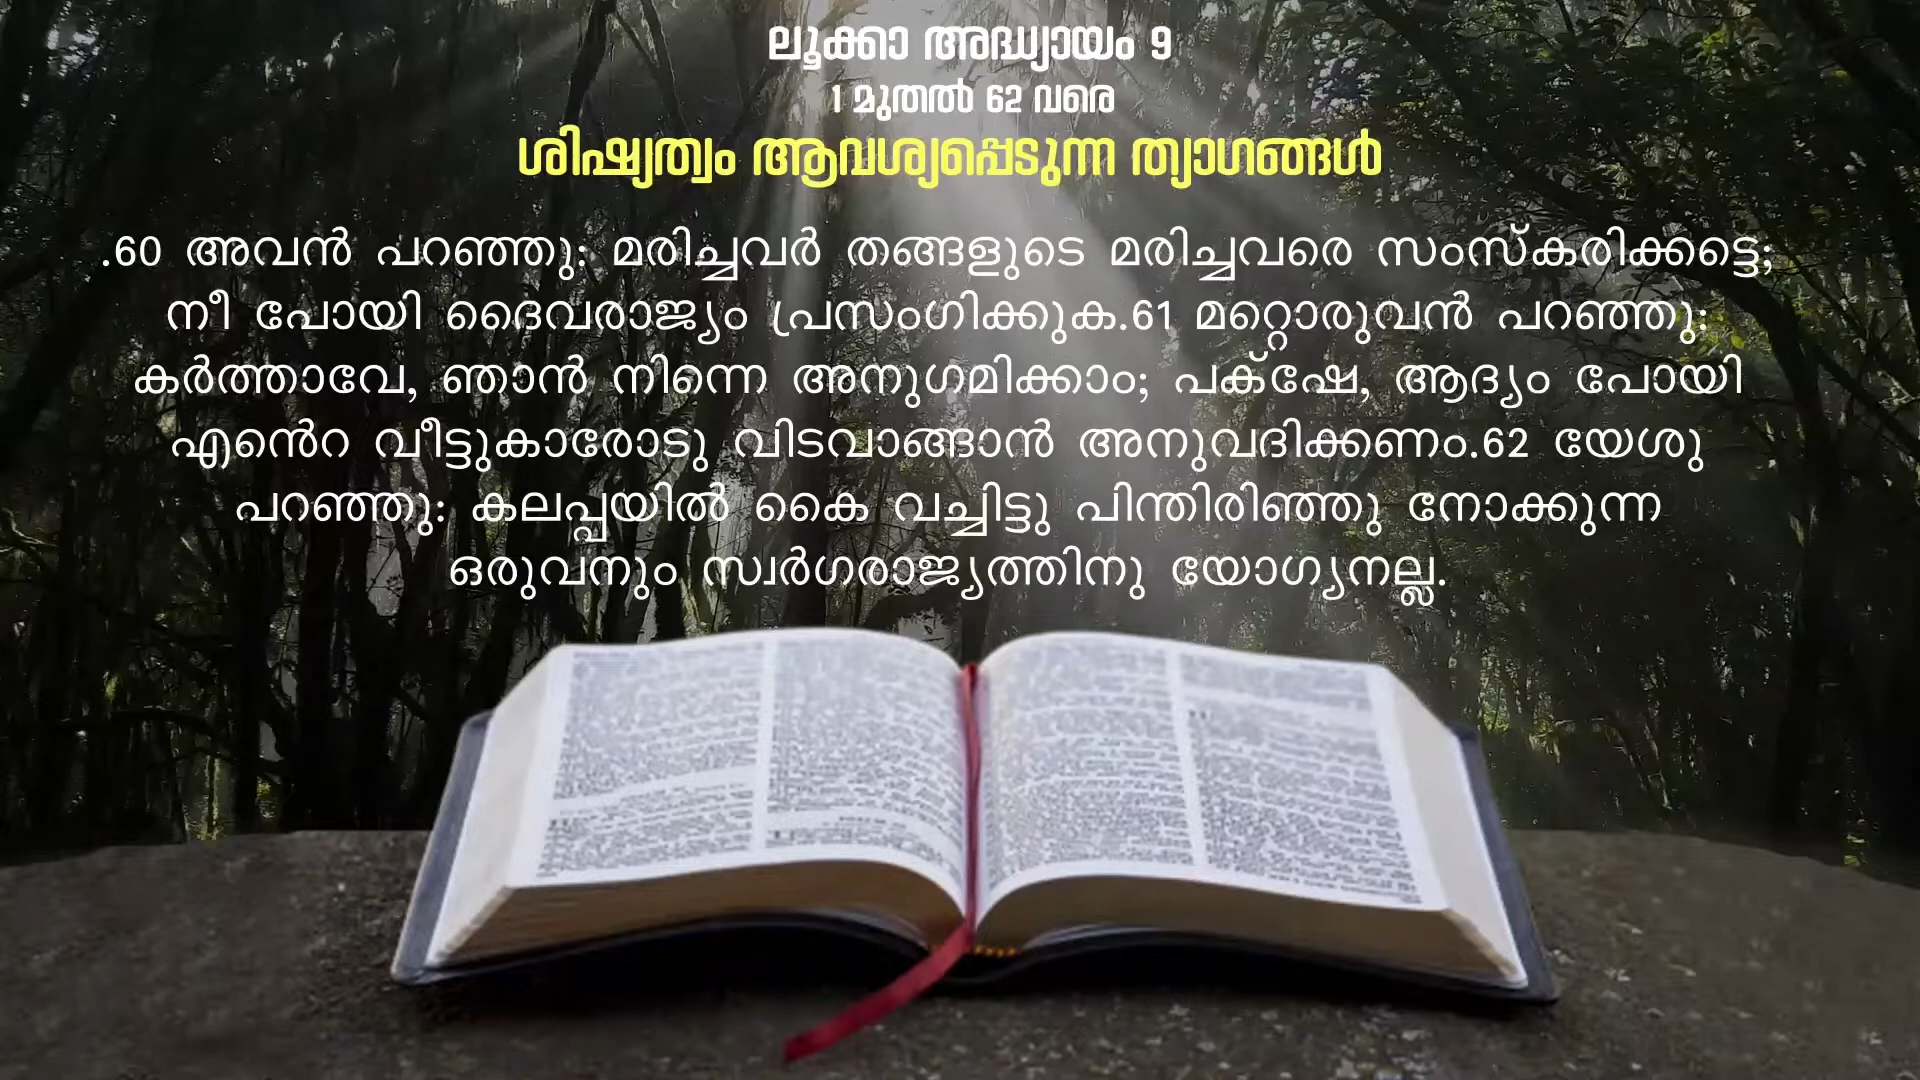 ലൂക്കാ അദ്ധ്യായം 9
1 മുതൽ 62 വരെ
ശിഷ്യത്വം ആവശ്യപ്പെടുന്ന ത്യാഗങ്ങൾ
.60 അവൻ പറഞ്ഞു: മരിച്ചവർ തങ്ങളുടെ മരിച്ചവരെ സംസ്കരിക്കട്ടെ;
നീ പോയി ദൈവരാജ്യം പ്രസംഗിക്കുക.61 മറ്റൊരുവൻ പറഞ്ഞു:
കർത്താവേ, ഞാൻ നിന്നെ അനുഗമിക്കാം; പക്‌ഷേ, ആദ്യം പോയി
എൻെറ വീട്ടുകാരോടു വിടവാങ്ങാൻ അനുവദിക്കണം.62 യേശു
പറഞ്ഞു: കലപ്പയിൽ കൈ വച്ചിട്ടു പിന്തിരിഞ്ഞു നോക്കുന്ന
ഒരുവനും സ്വർഗരാജ്യത്തിനു യോഗ്യനല്ല.